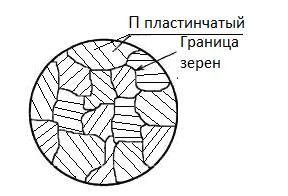 П пластинчатый
Граница
зерен